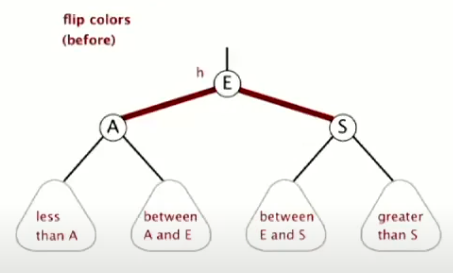 flip colors
(before)
h
E
A
S
less
than A
between
A and E
between
E and S
greater
than S